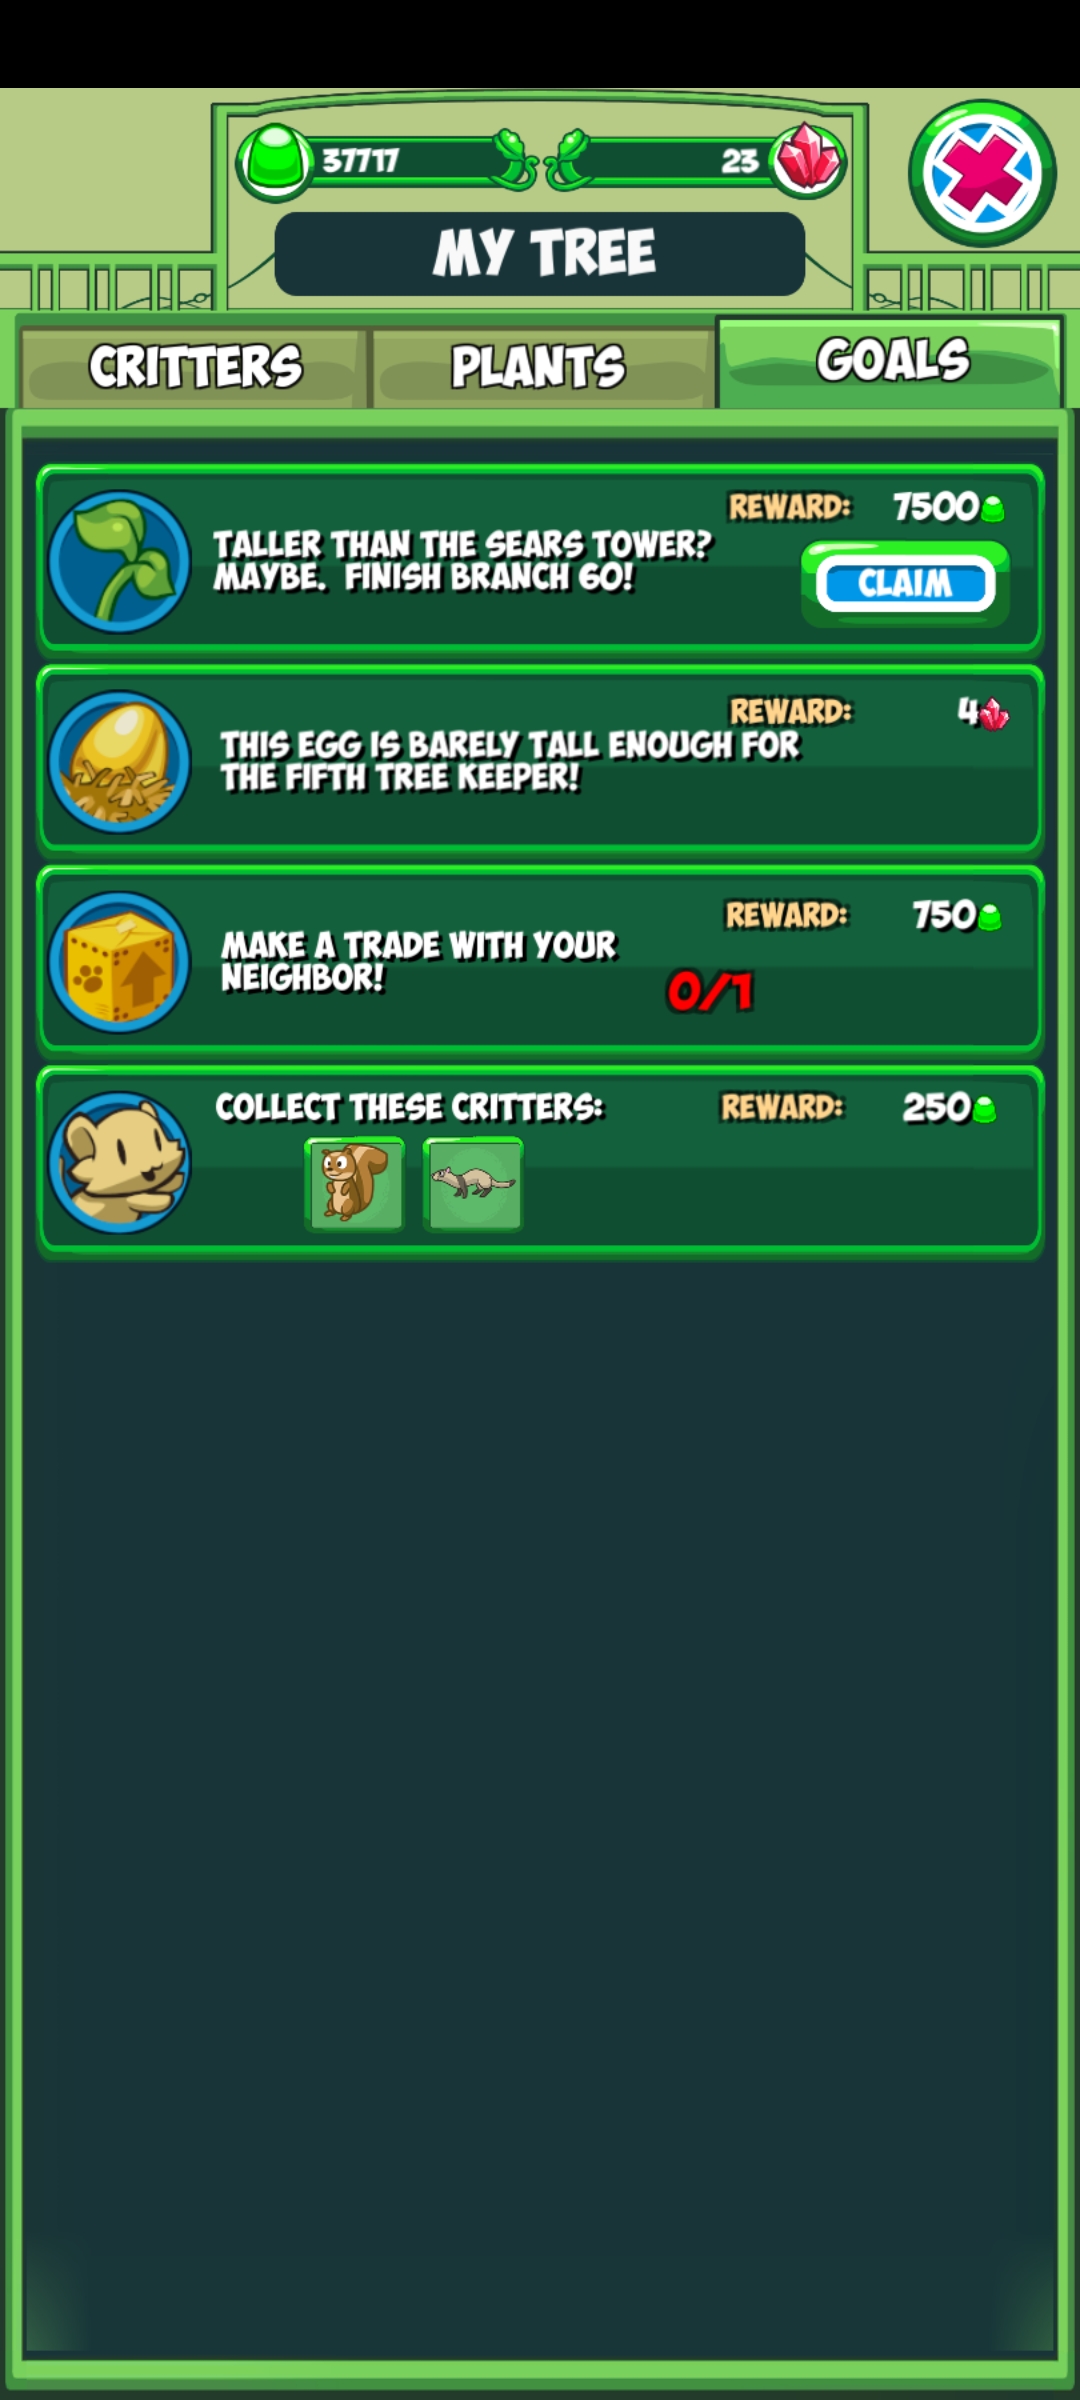 37717
23
MY TREE
CRITTERS
PLANTS
GOALS
REWARD: 7500
TALLER THAN THE SEARS TOWER?
MAYBE. FINISH BRANCH 60!
CLAIM
REWARD: 4
THIS EGG IS BARELY TALL ENOUGH FOR
THE FIFTH TREE KEEPER!
REWARD: 750
MAKE A TRADE WITH YOUR
NEIGHBOR!
0/1
COLLECT THESE CRITTERS:
REWARD: 250